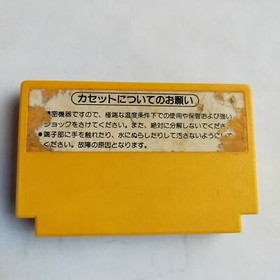 カセットについてのお願い
密機器ですので、極端な温度条件下での使用や保管および強い
ショックをさけてください。また、絶対に分解しないでくださ
●端子部に手を触れたり、水にぬらしたりして汚さないように
ください。故障の原因となります。